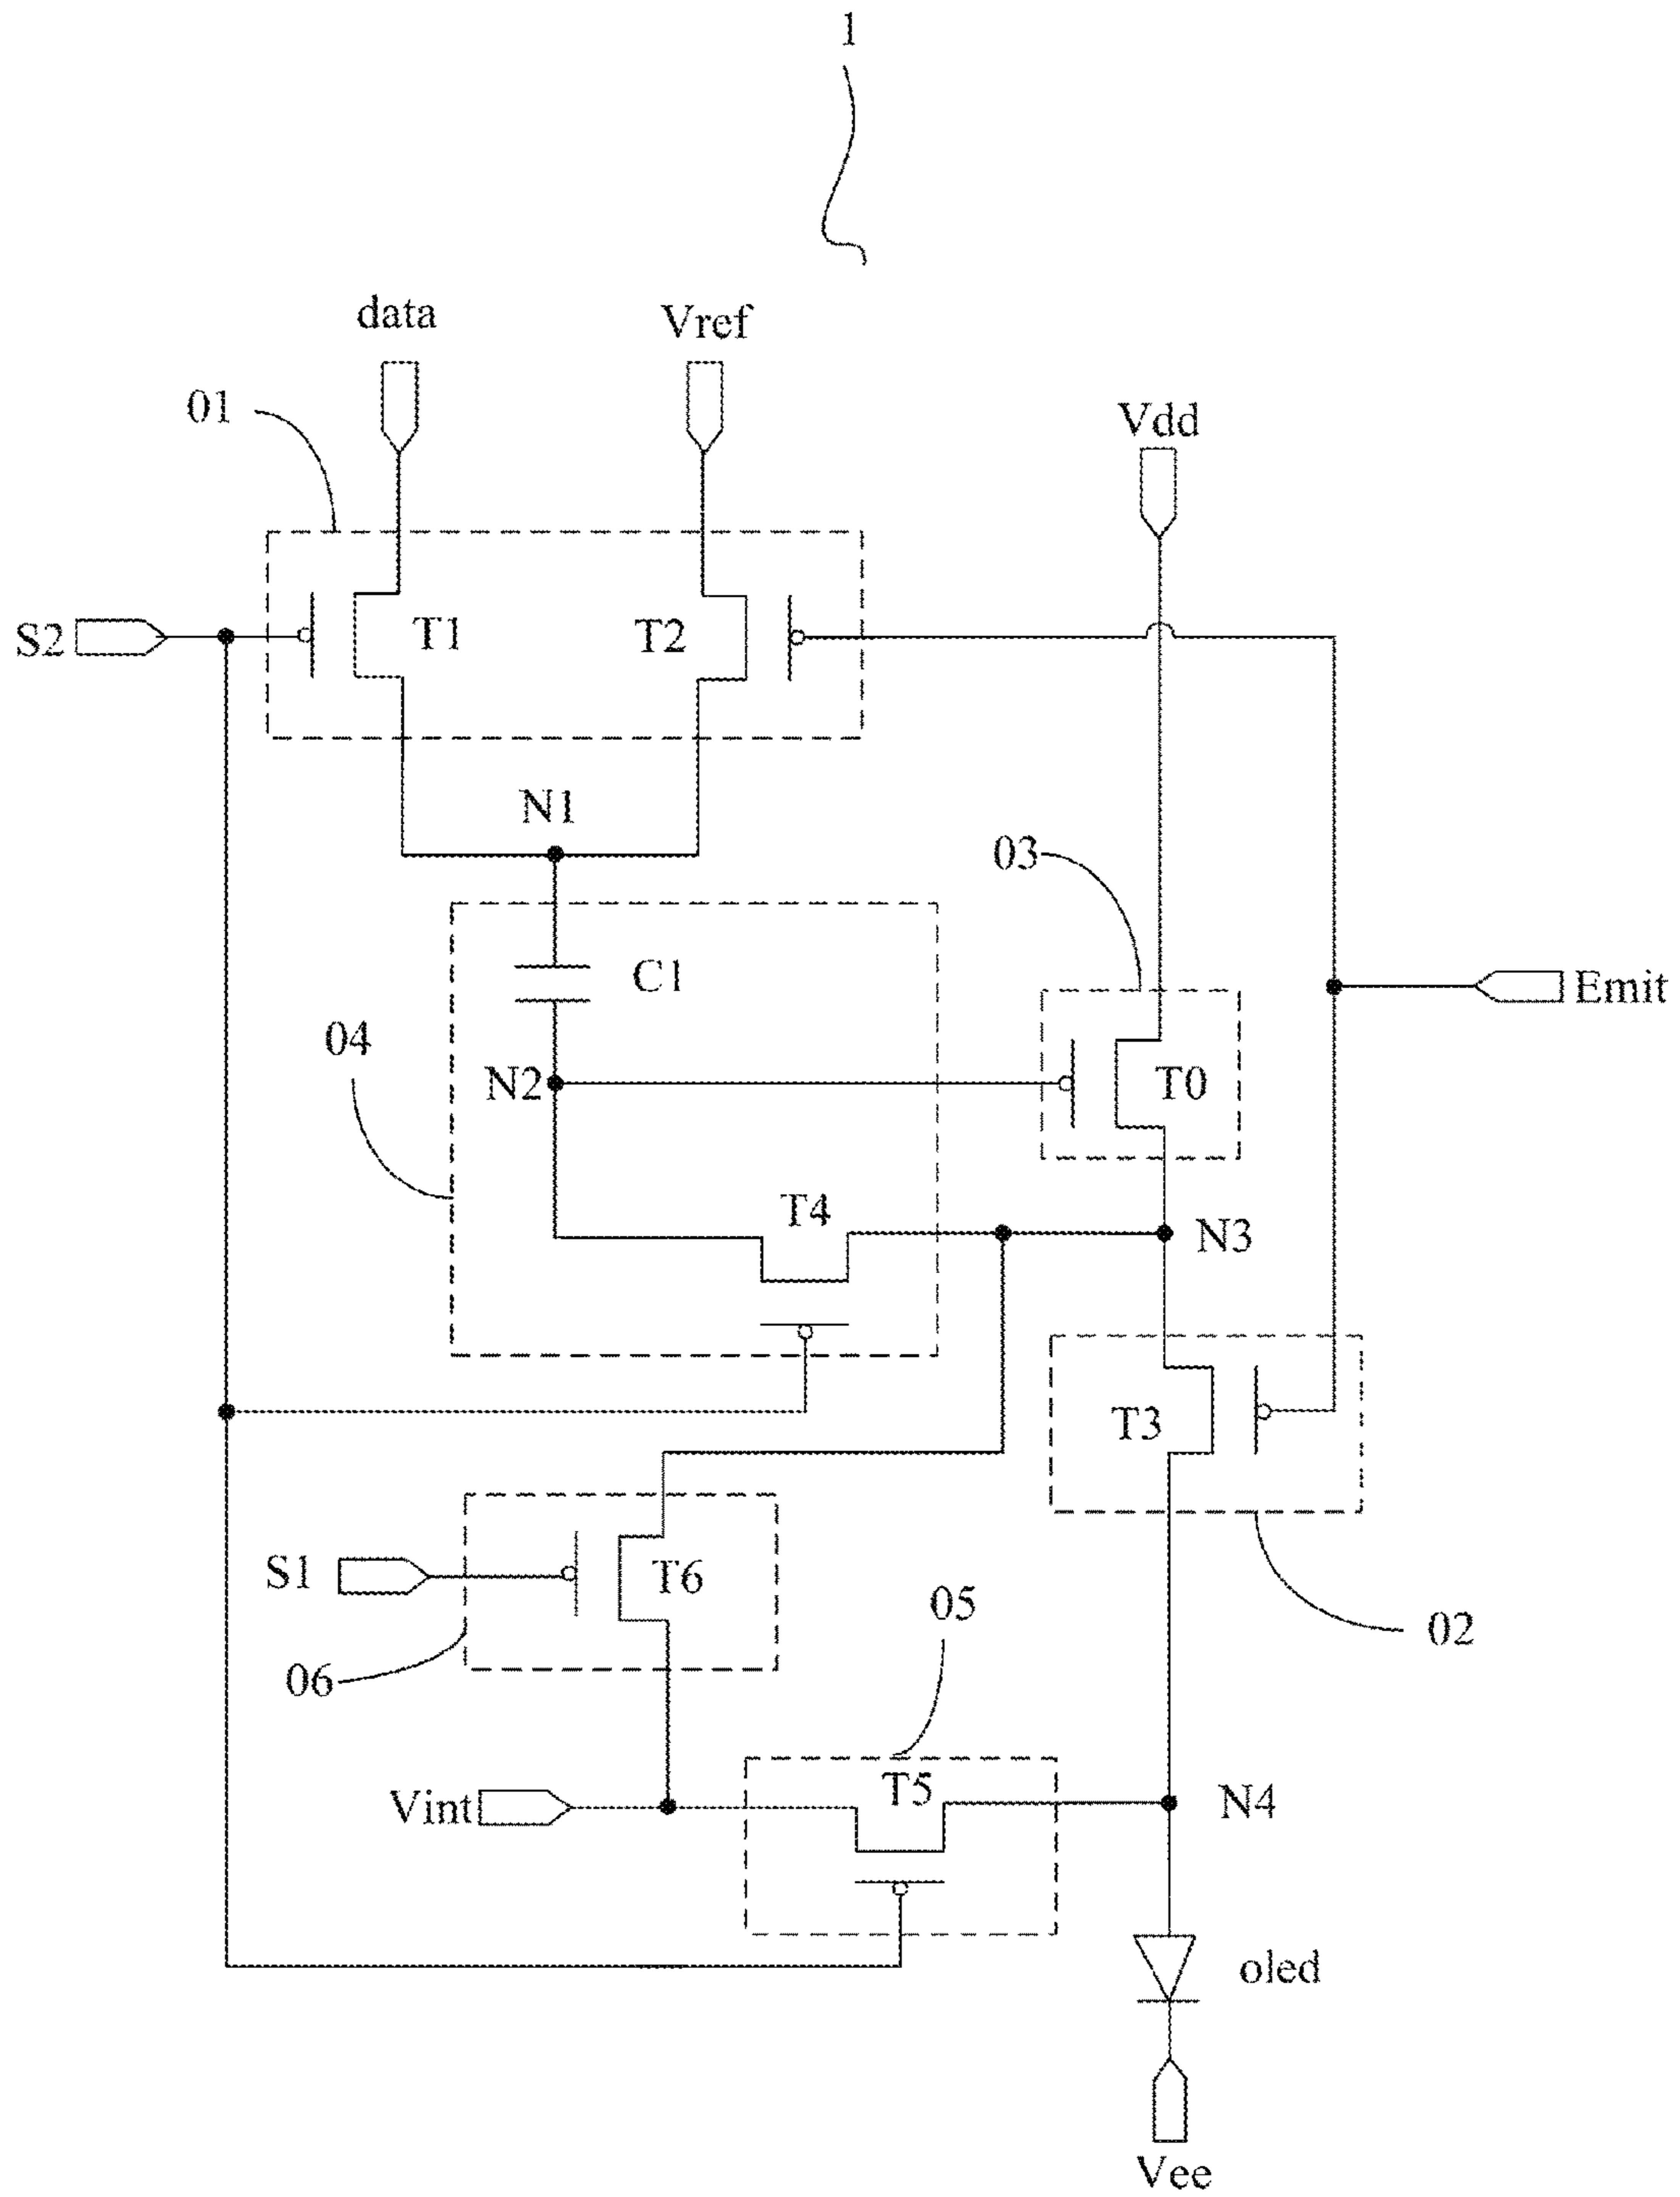 1
data
Vref
01
Vdd
S2
T1
T2
N1
03
C1
Emit
04
N2
T0
T4
N3
T3
S1
T6
05
02
06
T5
Vint
N4
oled
Vee